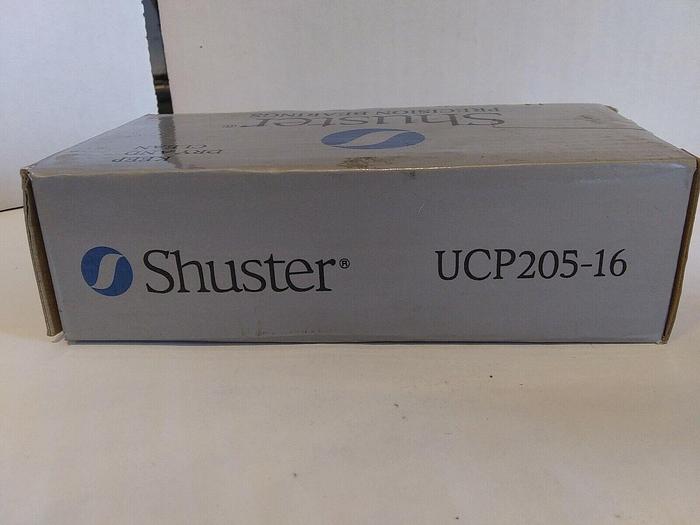 Shuster®
PRECISION BEARINGS
KEEP
DRY AND
CLEAN
Shuster®
UCP205-16